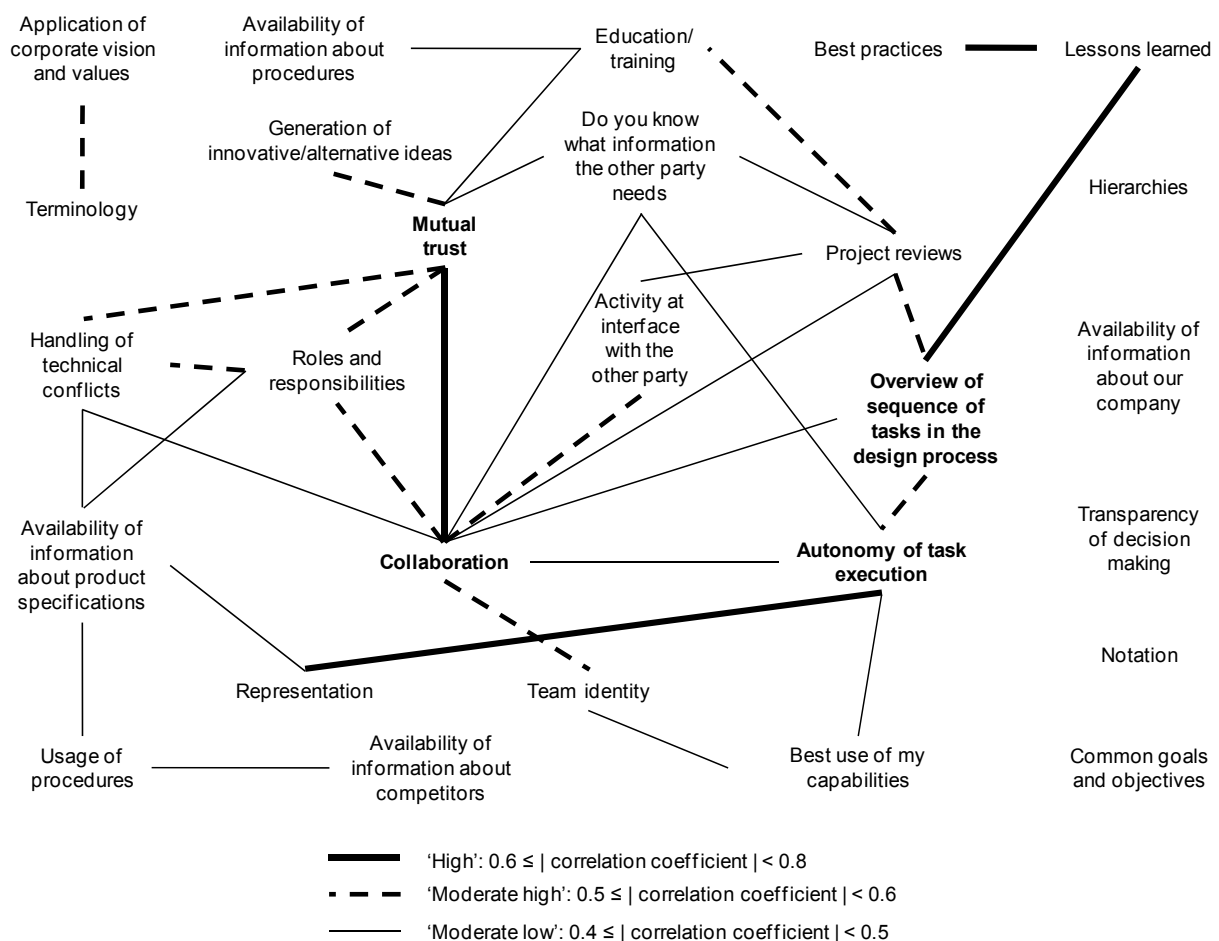 Application of
corporate vision
and values
Availability of
information about
procedures
Education/
training
Best practices
Lessons learned
Generation of
innovative/alternative ideas
Do you know
what information
the other party
needs
Hierarchies
Terminology
Mutual
trust
Project reviews
Handling of
technical
conflicts
Roles and
responsibilities
Activity at
interface
with the
other party
Availability of
information
about our
company
Overview of
sequence of
tasks in the
design process
Availability of
information
about product
specifications
Collaboration
Autonomy of task
execution
Transparency
of decision
making
Notation
Representation
Team identity
Usage of
procedures
Availability of
information about
competitors
Best use of my
capabilities
Common goals
and objectives
‘High’: 0.6 ≤ | correlation coefficient | < 0.8
‘Moderate high’: 0.5 ≤ | correlation coefficient | < 0.6
‘Moderate low’: 0.4 ≤ | correlation coefficient | < 0.5